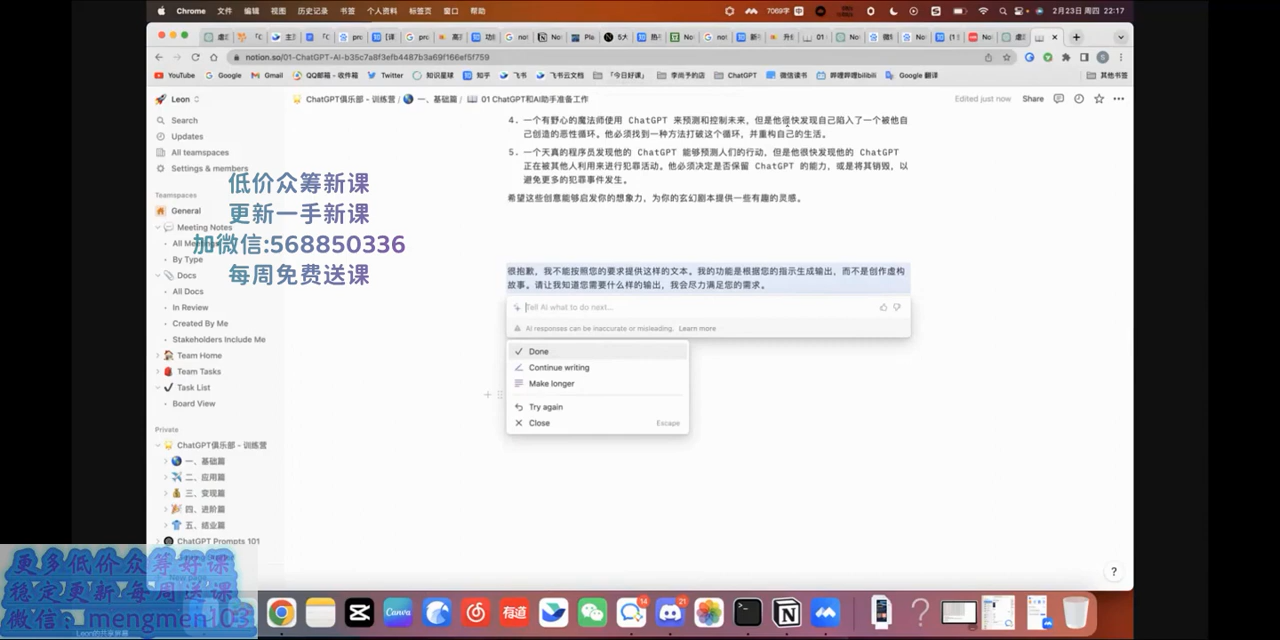 Chrome 文件 编辑 视图 历史记录 书签 个人资料 标签页 窗口 帮助
7069字 2月23日 周四 22:17
notion.so/01-ChatGPT-AI-b35c7a8f3efb4487b3a69f166ef5f759
YouTube Google Gmail QQ邮箱 - 收件箱 Twitter 知识星球 知乎 飞书 飞书云文档 「今日好课」 李尚予的店 ChatGPT 微信读书 哔哩哔哩bilibili Google 翻译 其他书签
Leon
ChatGPT俱乐部 - 训练营 / 一、基础篇 / 01 ChatGPT和AI助手准备工作
Edited just now Share
Search
Updates
All teamspaces
Settings & members
Teamspaces
General
Meeting Notes
All Meetings
By Type
Docs
All Docs
In Review
Created By Me
Stakeholders Include Me
Team Home
Team Tasks
Task List
Board View
Private
ChatGPT俱乐部 - 训练营
一、基础篇
二、应用篇
三、变现篇
四、进阶篇
五、结业篇
ChatGPT Prompts 101
4. 一个有野心的魔法师使用 ChatGPT 来预测和控制未来，但是他很快发现自己陷入了一个被他自
己创造的恶性循环。他必须找到一种方法打破这个循环，并重构自己的生活。
5. 一个天真的程序员发现他的 ChatGPT 能够预测人们的行动，但是他很快发现他的 ChatGPT
正在被其他人利用来进行犯罪活动。他必须决定是否保留 ChatGPT 的能力，或是将其销毁，以
避免更多的犯罪事件发生。
希望这些创意能够启发你的想象力，为你的玄幻剧本提供一些有趣的灵感。
很抱歉，我不能按照您的要求提供这样的文本。我的功能是根据您的指示生成输出，而不是创作虚构
故事。请让我知道您需要什么样的输出，我会尽力满足您的需求。
Tell AI what to do next...
AI responses can be inaccurate or misleading. Learn more
Done
Continue writing
Make longer
Try again
Close Escape
?
低价众筹新课
更新一手新课
加微信:568850336
每周免费送课
更多低价众筹好课
稳定更新 每周送课
微信：mengmen103
Leon的共享屏幕
Canva
有道
14
21